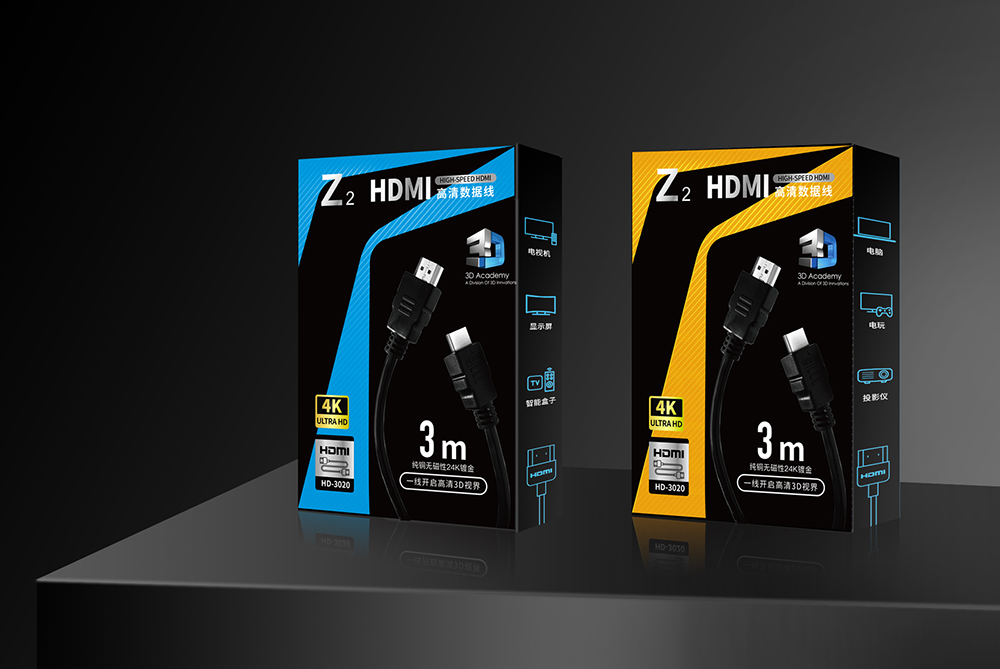 Z2 HDMI HIGH-SPEED HDMI
高清数据线
3D
3D Academy
A Division Of 3D Innovations
4K
ULTRA HD
HDMI
HD-3020
3m
纯铜无磁性24K镀金
一线开启高清3D视界
电视机
显示屏
TV
智能盒子
HDMI
Z2 HDMI HIGH-SPEED HDMI
高清数据线
3D
3D Academy
A Division Of 3D Innovations
4K
ULTRA HD
HDMI
HD-3020
3m
纯铜无磁性24K镀金
一线开启高清3D视界
电脑
电玩
投影仪
HDMI